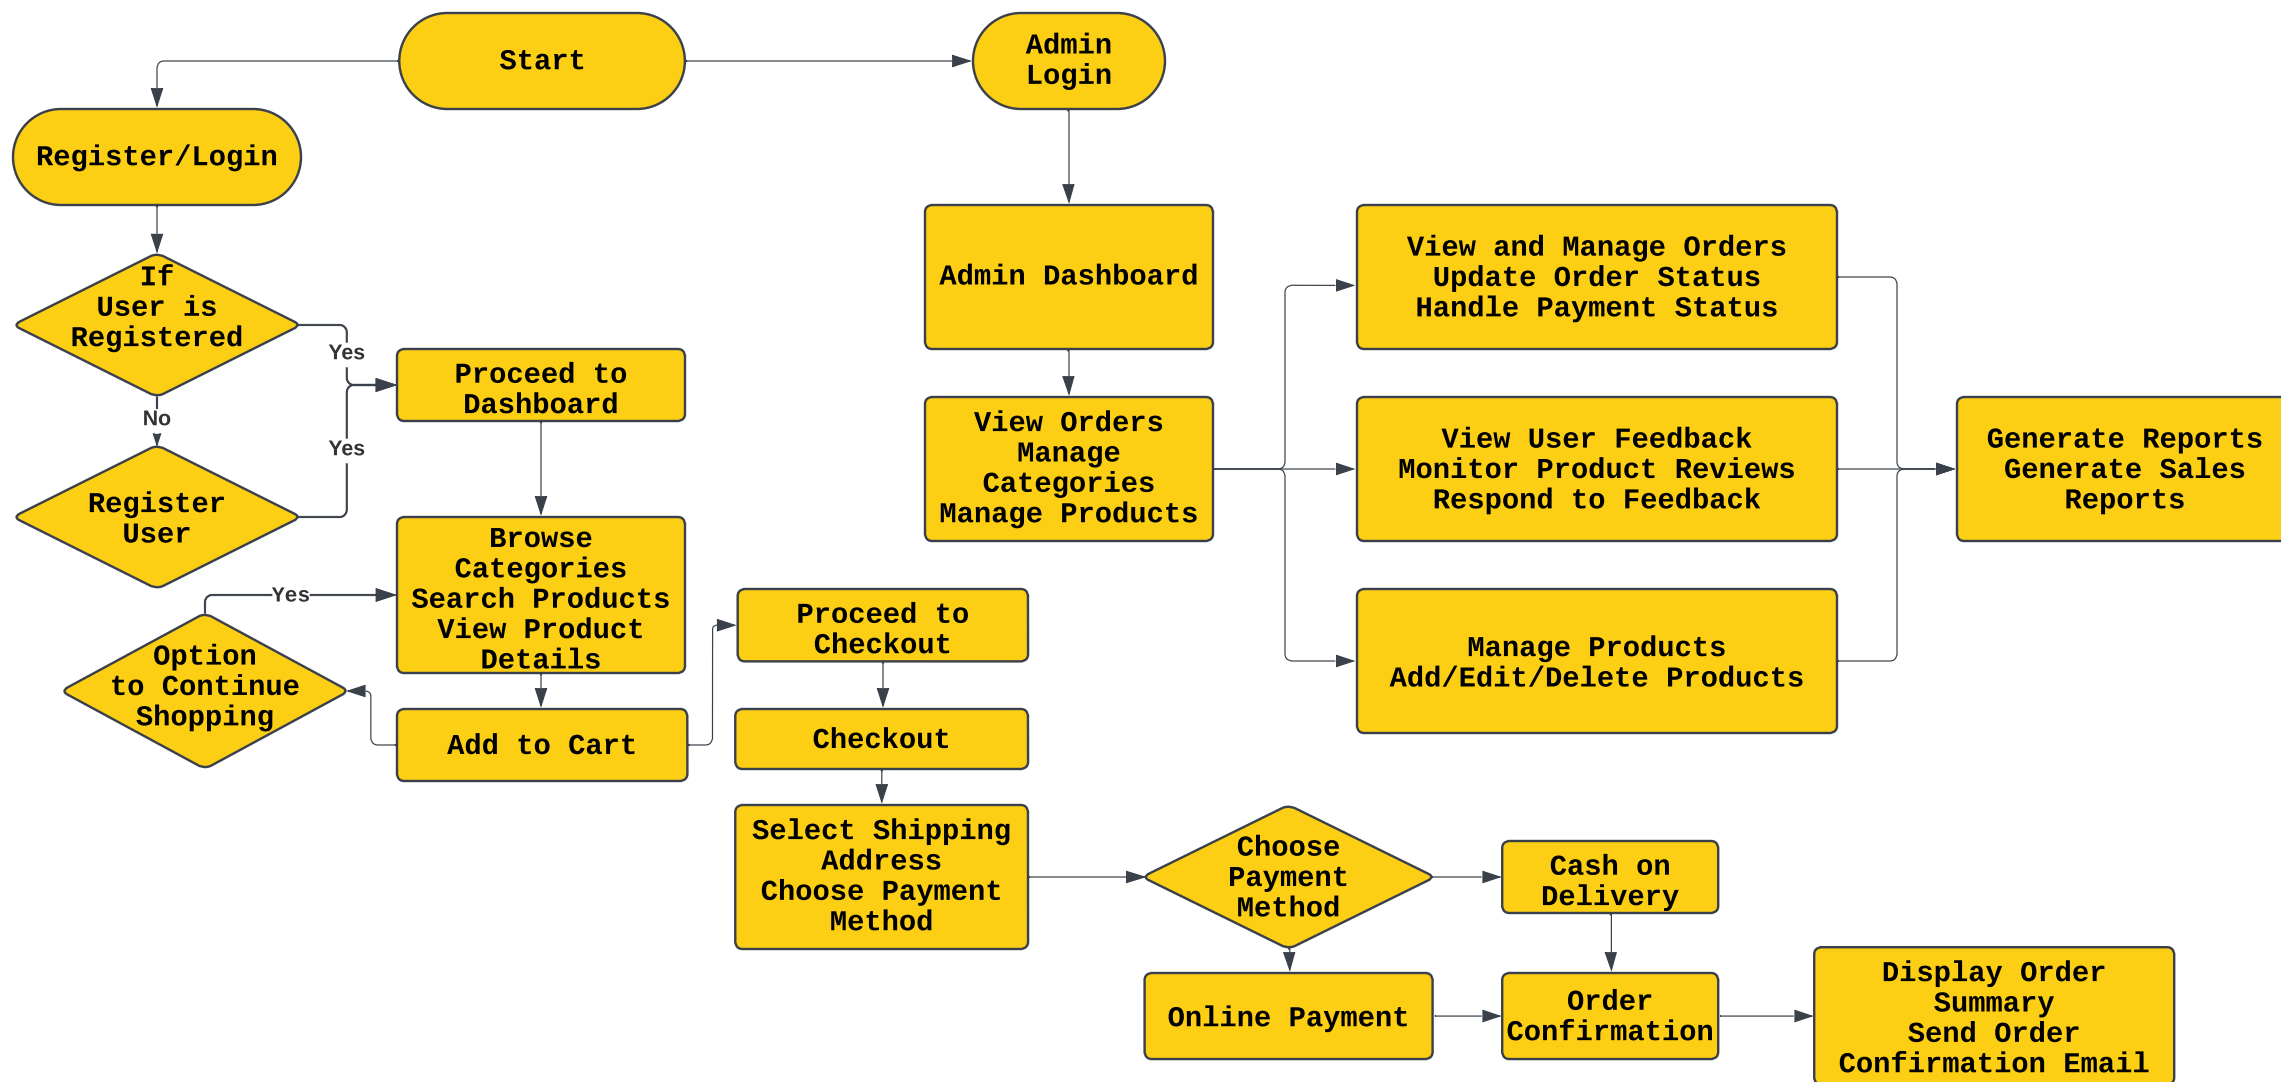 Start
Admin
Login
Register/Login
If
User is
Registered
Yes
No
Yes
Register
User
Proceed to
Dashboard
Browse
Categories
Search Products
View Product
Details
Yes
Option
to Continue
Shopping
Add to Cart
Proceed to
Checkout
Checkout
Select Shipping
Address
Choose Payment
Method
Choose
Payment
Method
Cash on
Delivery
Online Payment
Order
Confirmation
Display Order
Summary
Send Order
Confirmation Email
Admin Dashboard
View Orders
Manage
Categories
Manage Products
View and Manage Orders
Update Order Status
Handle Payment Status
View User Feedback
Monitor Product Reviews
Respond to Feedback
Manage Products
Add/Edit/Delete Products
Generate Reports
Generate Sales
Reports